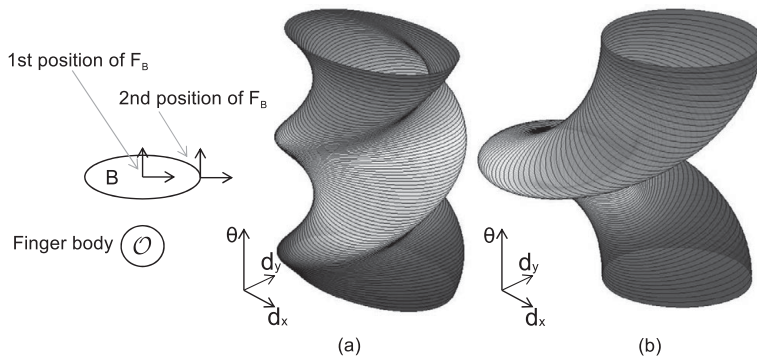 1st position of F_B
2nd position of F_B
B
Finger body 𝒪
θ
d_y
d_x
(a)
θ
d_y
d_x
(b)